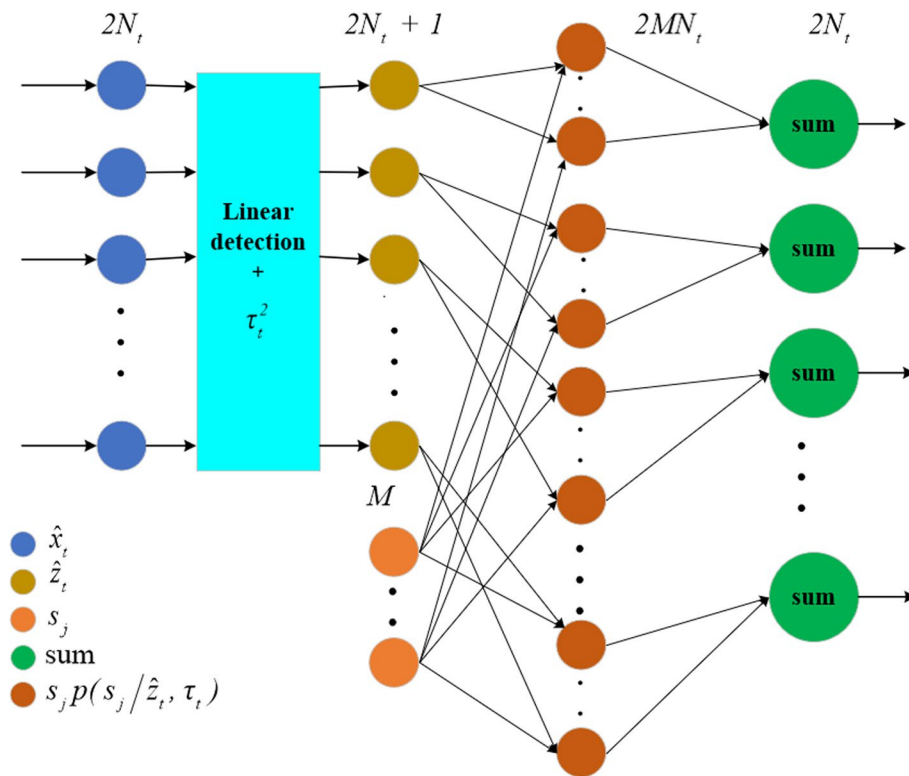 2N_t
2N_t + 1
2MN_t
2N_t
Linear
detection
+
τ_t^2
sum
sum
sum
sum
M
x̂_t
ẑ_t
s_j
sum
s_j p(s_j/ẑ_t, τ_t)